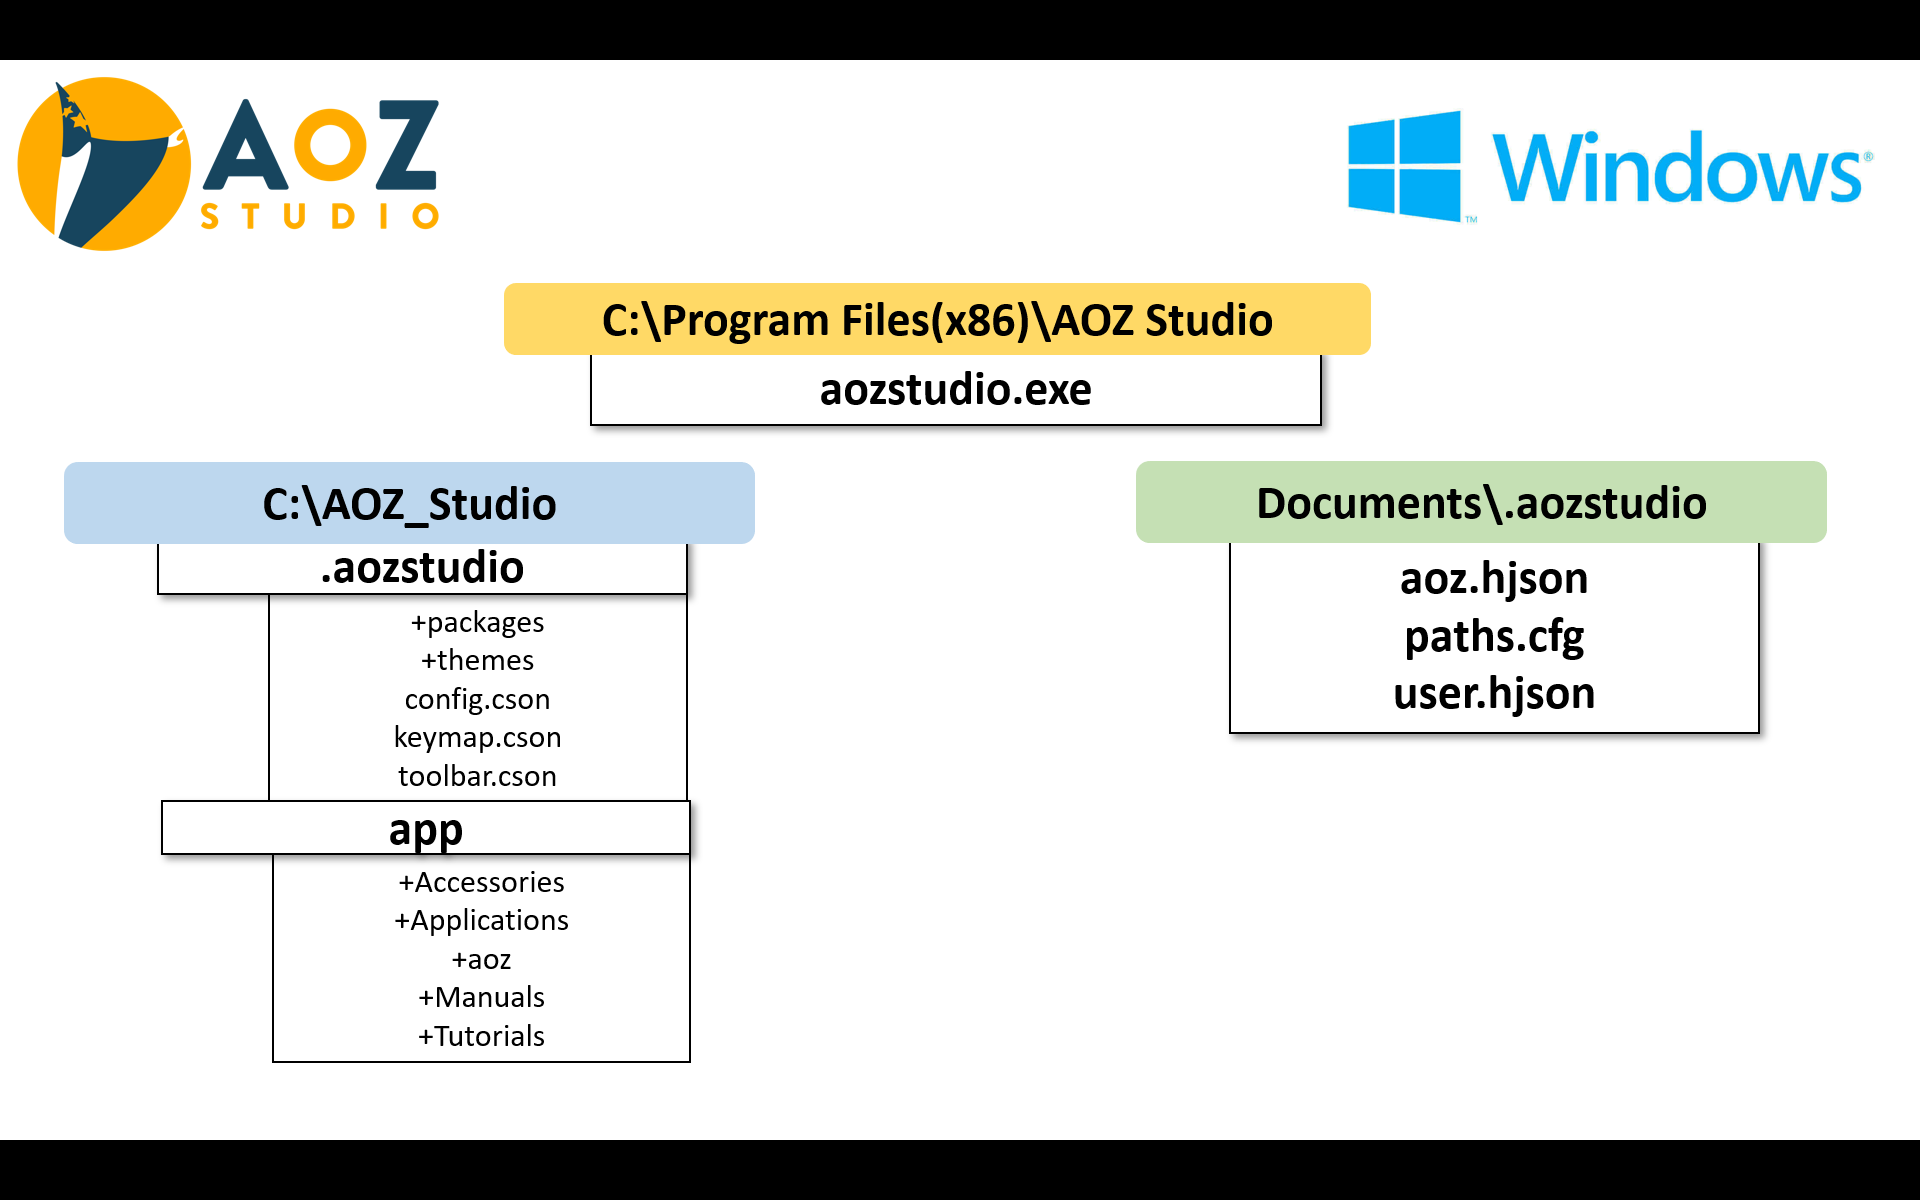 AOZ
STUDIO
Windows®
™
C:\Program Files(x86)\AOZ Studio
aozstudio.exe
C:\AOZ_Studio
.aozstudio
+packages
+themes
config.cson
keymap.cson
toolbar.cson
app
+Accessories
+Applications
+aoz
+Manuals
+Tutorials
Documents\.aozstudio
aoz.hjson
paths.cfg
user.hjson